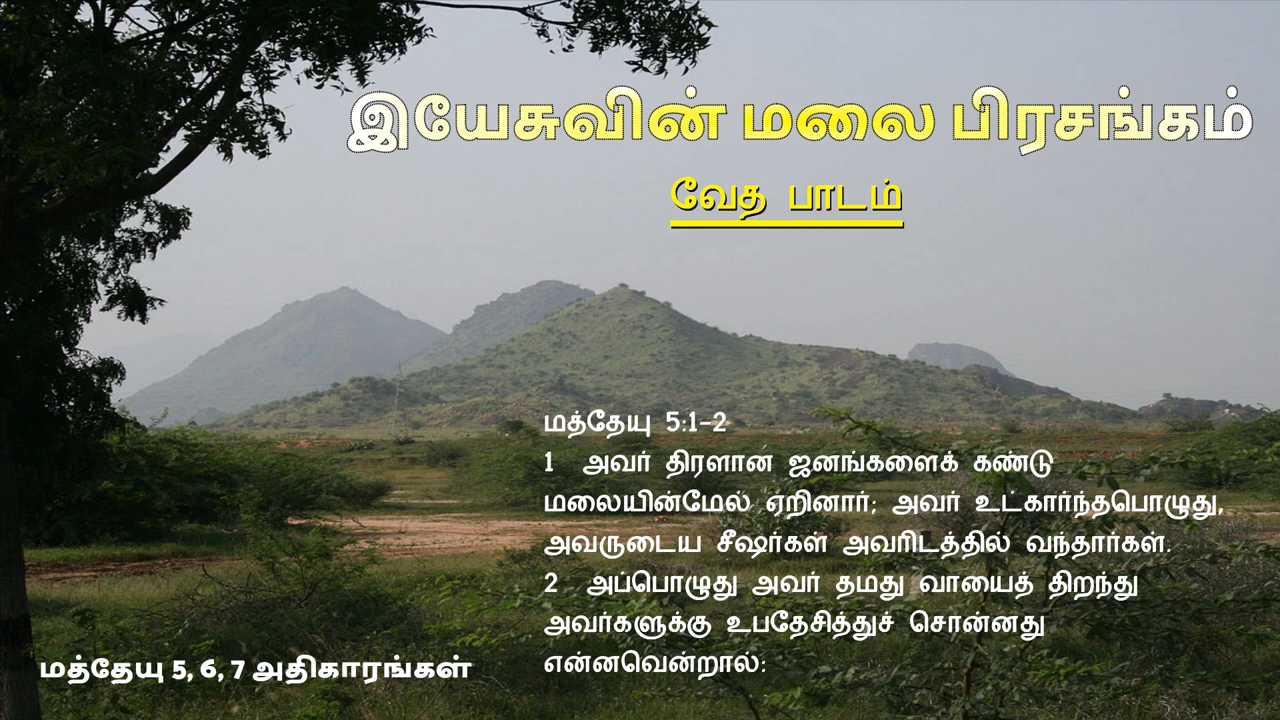 இயேசுவின் மலை பிரசங்கம்
வேத பாடம்
மத்தேயு 5:1-2
1 அவர் திரளான ஜனங்களைக் கண்டு
மலையின்மேல் ஏறினார்; அவர் உட்கார்ந்தபொழுது,
அவருடைய சீஷர்கள் அவரிடத்தில் வந்தார்கள்.
2 அப்பொழுது அவர் தமது வாயைத் திறந்து
அவர்களுக்கு உபதேசித்துச் சொன்னது
என்னவென்றால்:
மத்தேயு 5, 6, 7 அதிகாரங்கள்